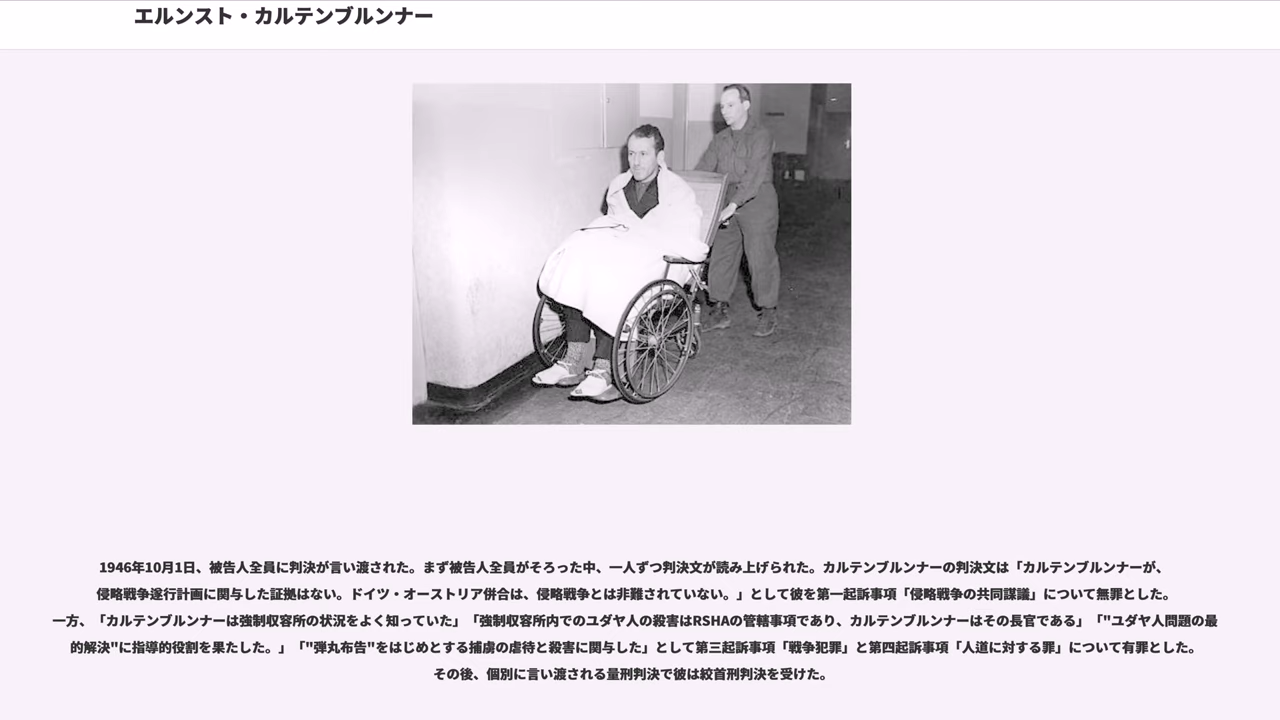 エルンスト・カルテンブルンナー
1946年10月1日、被告人全員に判決が言い渡された。まず被告人全員がそろった中、一人ずつ判決文が読み上げられた。カルテンブルンナーの判決文は「カルテンブルンナーが、
侵略戦争遂行計画に関与した証拠はない。ドイツ・オーストリア併合は、侵略戦争とは非難されていない。」として彼を第一起訴事項「侵略戦争の共同謀議」について無罪とした。
一方、「カルテンブルンナーは強制収容所の状況をよく知っていた」「強制収容所内でのユダヤ人の殺害はRSHAの管轄事項であり、カルテンブルンナーはその長官である」「"ユダヤ人問題の最
的解決"に指導的役割を果たした。」「"弾丸布告"をはじめとする捕虜の虐待と殺害に関与した」として第三起訴事項「戦争犯罪」と第四起訴事項「人道に対する罪」について有罪とした。
その後、個別に言い渡される量刑判決で彼は絞首刑判決を受けた。